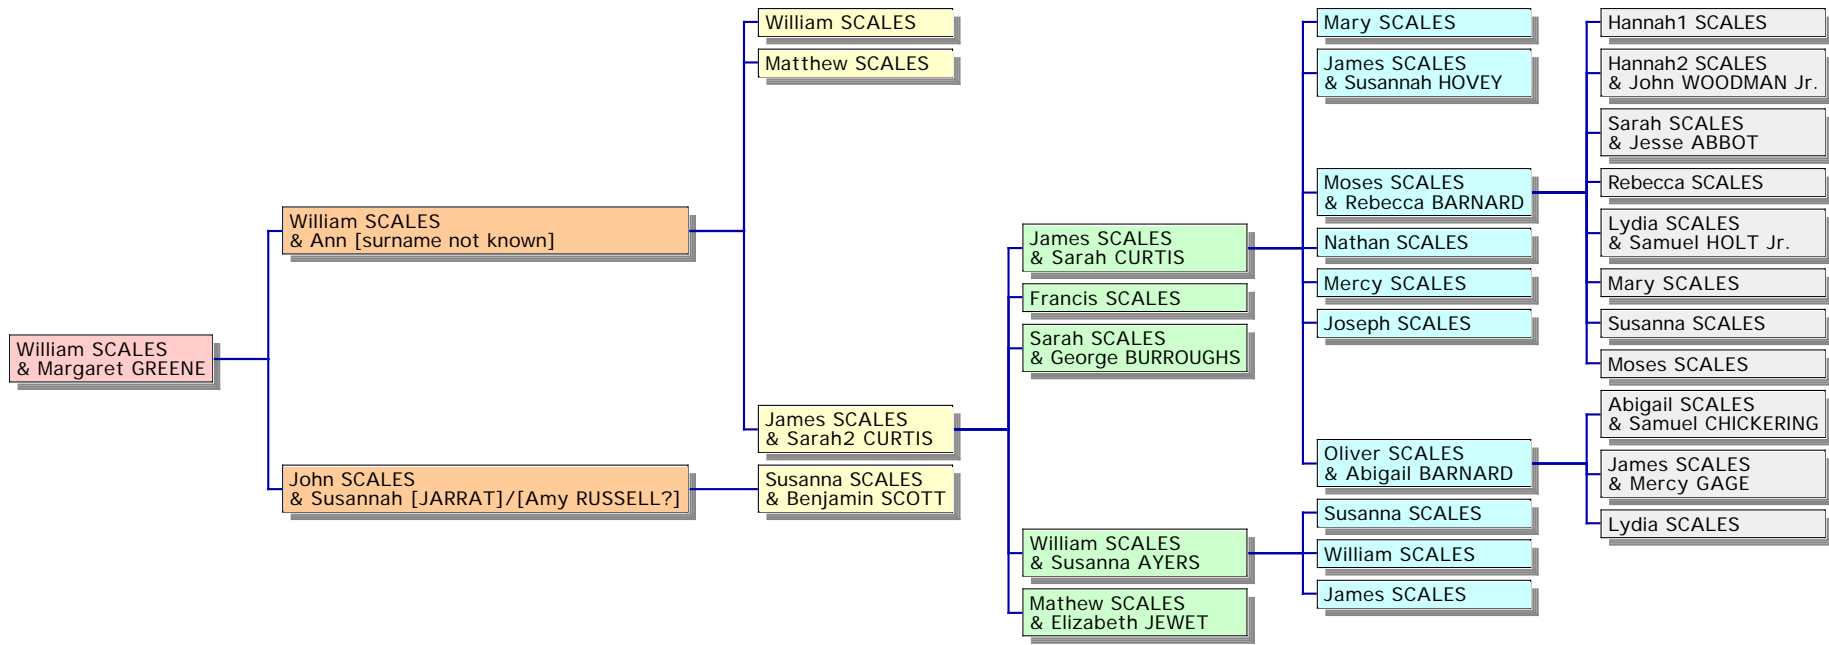 William SCALES
& Margaret GREENE
William SCALES
& Ann [surname not known]
John SCALES
& Susannah [JARRAT]/[Amy RUSSELL?]
William SCALES
Matthew SCALES
James SCALES
& Sarah2 CURTIS
Susanna SCALES
& Benjamin SCOTT
James SCALES
& Sarah CURTIS
Francis SCALES
Sarah SCALES
& George BURROUGHS
William SCALES
& Susanna AYERS
Mathew SCALES
& Elizabeth JEWET
Mary SCALES
James SCALES
& Susannah HOVEY
Moses SCALES
& Rebecca BARNARD
Nathan SCALES
Mercy SCALES
Joseph SCALES
Oliver SCALES
& Abigail BARNARD
Susanna SCALES
William SCALES
James SCALES
Hannah1 SCALES
Hannah2 SCALES
& John WOODMAN Jr.
Sarah SCALES
& Jesse ABBOT
Rebecca SCALES
Lydia SCALES
& Samuel HOLT Jr.
Mary SCALES
Susanna SCALES
Moses SCALES
Abigail SCALES
& Samuel CHICKERING
James SCALES
& Mercy GAGE
Lydia SCALES